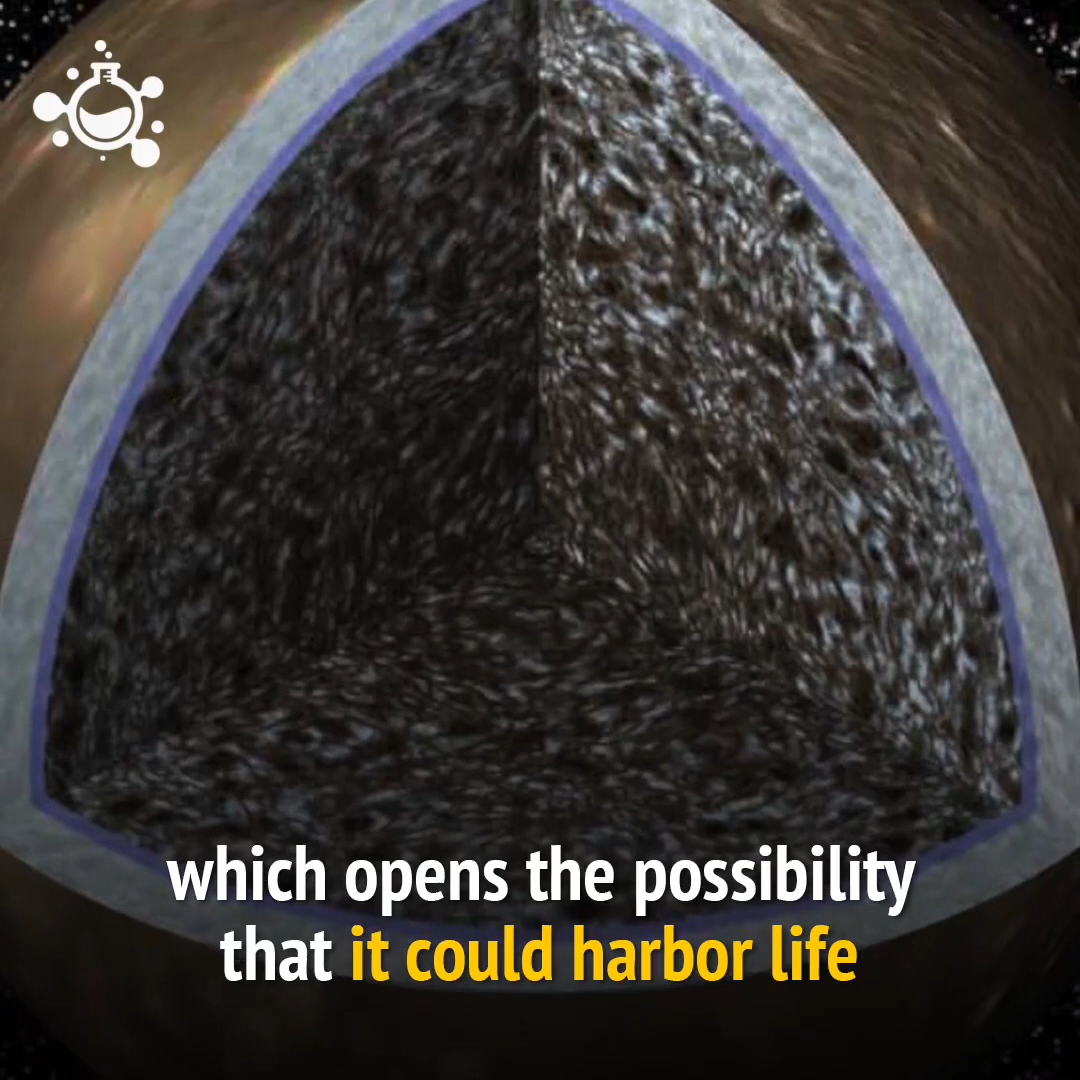 which opens the possibility
that it could harbor life